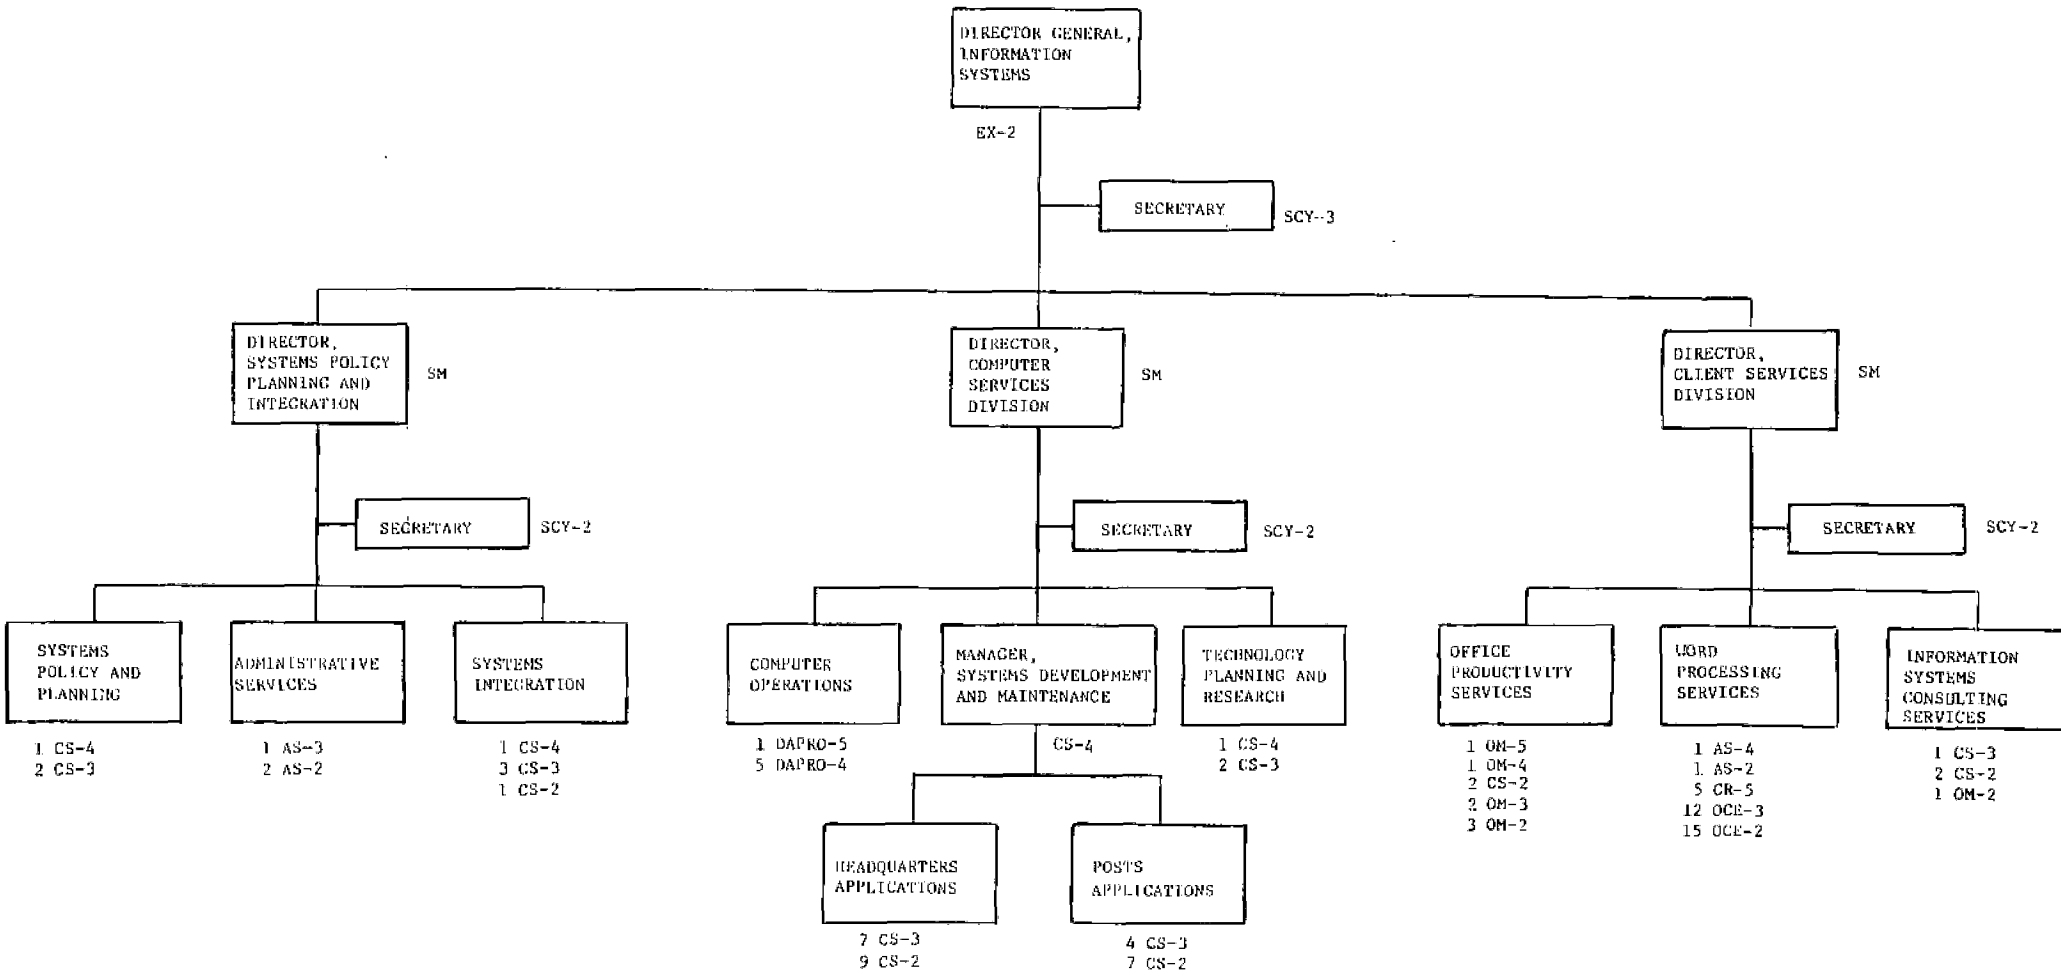 DIRECTOR GENERAL,
INFORMATION
SYSTEMS
EX-2
SECRETARY
SCY-3
DIRECTOR,
SYSTEMS POLICY
PLANNING AND
INTEGRATION
SM
DIRECTOR,
COMPUTER
SERVICES
DIVISION
SM
DIRECTOR,
CLIENT SERVICES
DIVISION
SM
SECRETARY
SCY-2
SECRETARY
SCY-2
SECRETARY
SCY-2
SYSTEMS
POLICY AND
PLANNING
1 CS-4
2 CS-3
ADMINISTRATIVE
SERVICES
1 AS-3
2 AS-2
SYSTEMS
INTEGRATION
1 CS-4
3 CS-3
1 CS-2
COMPUTER
OPERATIONS
1 DAPRO-5
5 DAPRO-4
MANAGER,
SYSTEMS DEVELOPMENT
AND MAINTENANCE
CS-4
TECHNOLOGY
PLANNING AND
RESEARCH
1 CS-4
2 CS-3
HEADQUARTERS
APPLICATIONS
7 CS-3
9 CS-2
POSTS
APPLICATIONS
4 CS-3
7 CS-2
OFFICE
PRODUCTIVITY
SERVICES
1 OM-5
1 OM-4
2 CS-2
2 OM-3
3 OM-2
WORD
PROCESSING
SERVICES
1 AS-4
1 AS-2
5 CR-5
12 OCE-3
15 OCE-2
INFORMATION
SYSTEMS
CONSULTING
SERVICES
1 CS-3
2 CS-2
1 OM-2